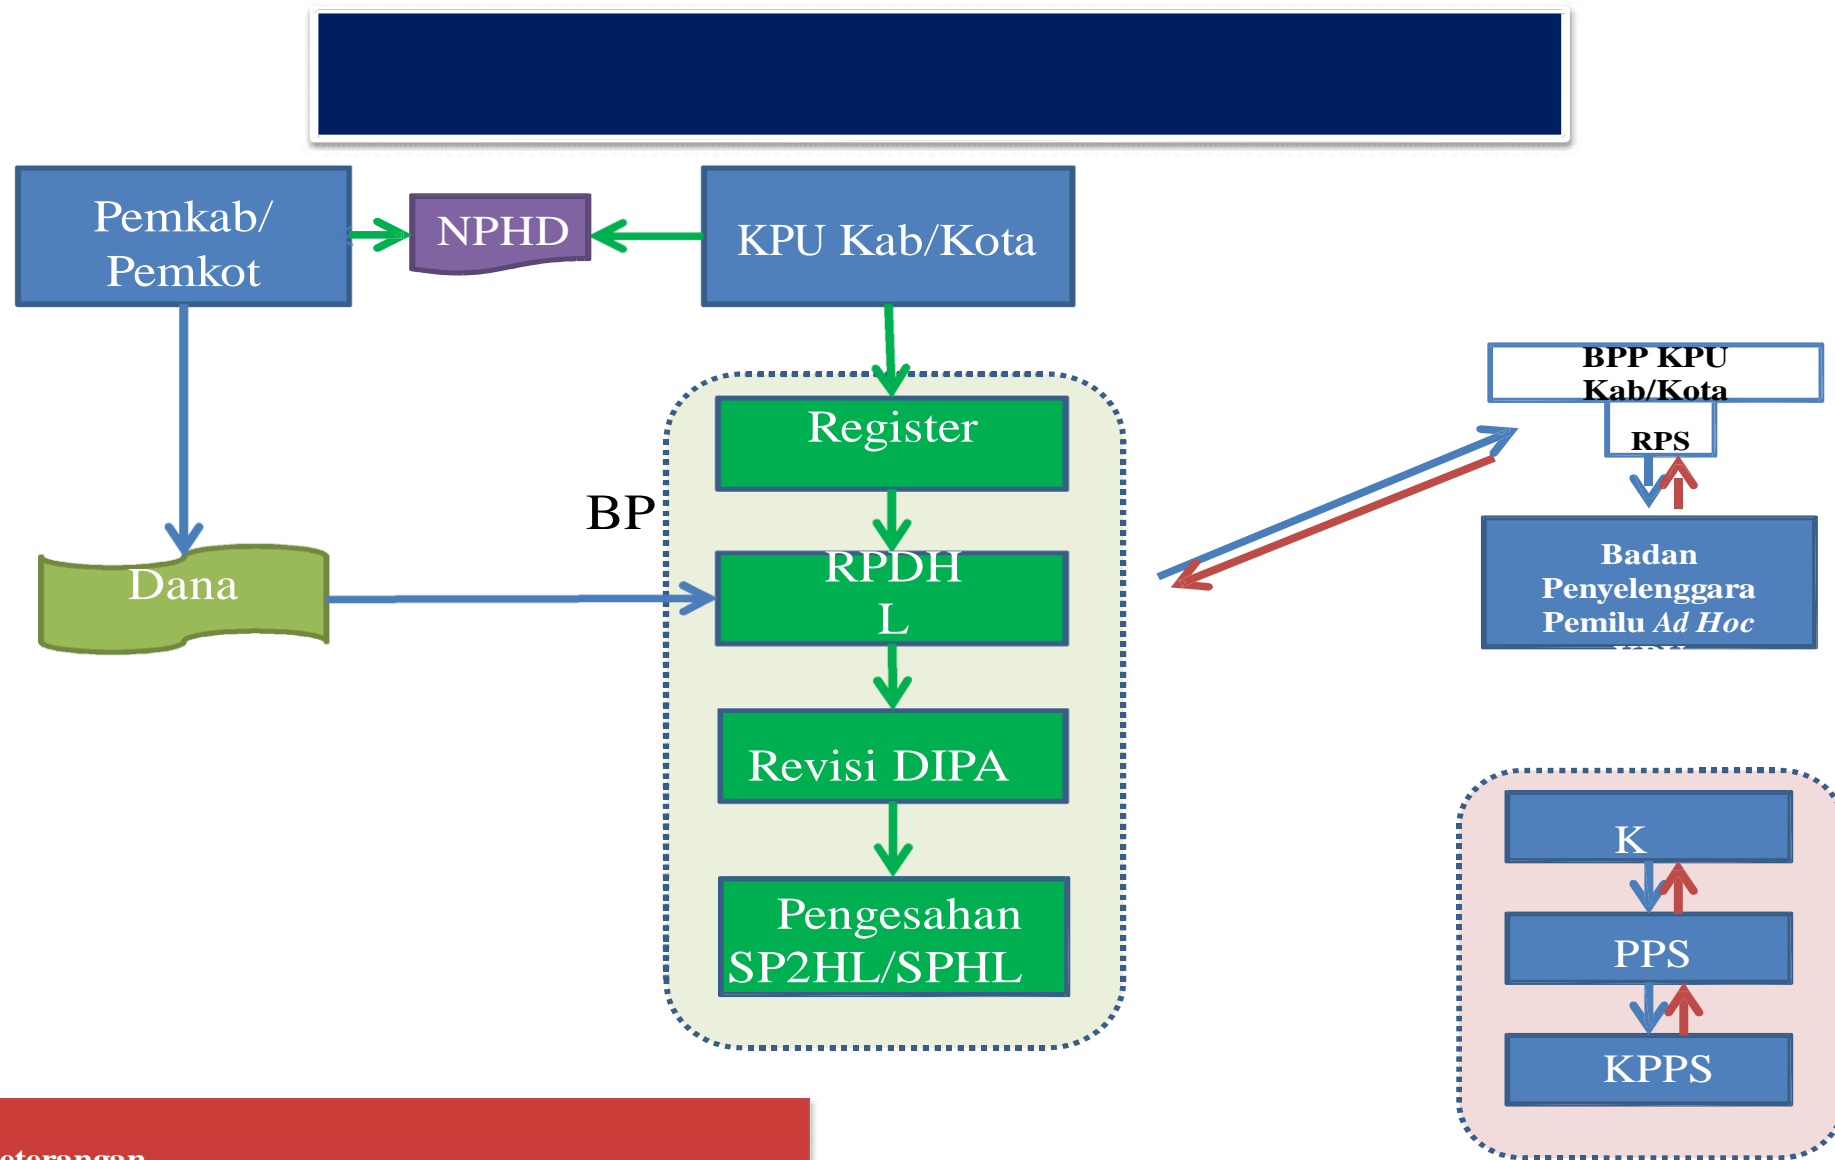 Pemkab/
Pemkot
NPHD
KPU Kab/Kota
BPP KPU
Kab/Kota
RPS
Register
BP
RPDH
L
Dana
Badan
Penyelenggara
Pemilu Ad Hoc
Revisi DIPA
K
Pengesahan
SP2HL/SPHL
PPS
KPPS
eterangan